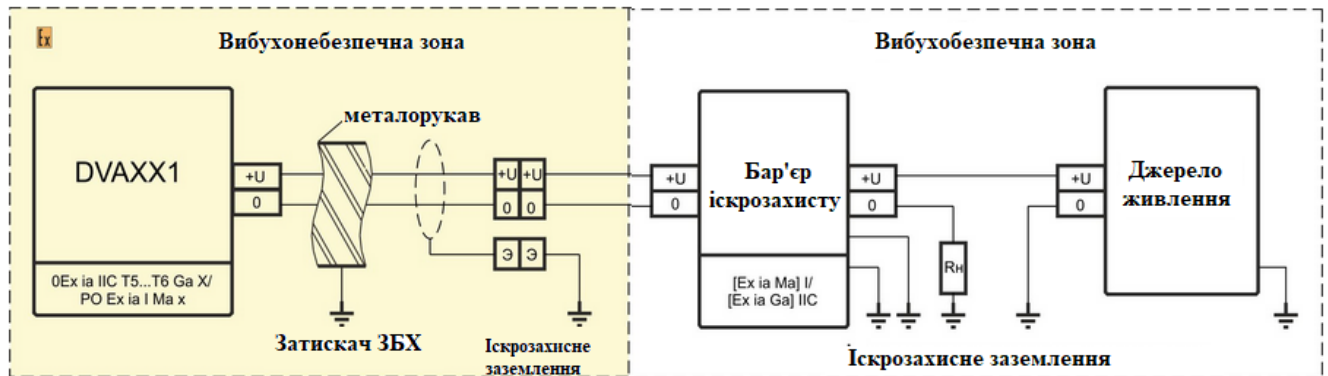 Ex
Вибухонебезпечна зона
Вибухобезпечна зона
металорукав
DVAXX1
+U
0
+U +U
0 0
Э Э
+U
0
Бар'єр
іскрозахисту
+U
0
+U
0
Джерело
живлення
Rн
0Ex ia IIC T5...T6 Ga X/
PO Ex ia I Ma x
[Ex ia Ma] I/
[Ex ia Ga] IIC
Затискач ЗБХ
Іскрозахисне
заземлення
Іскрозахисне заземлення